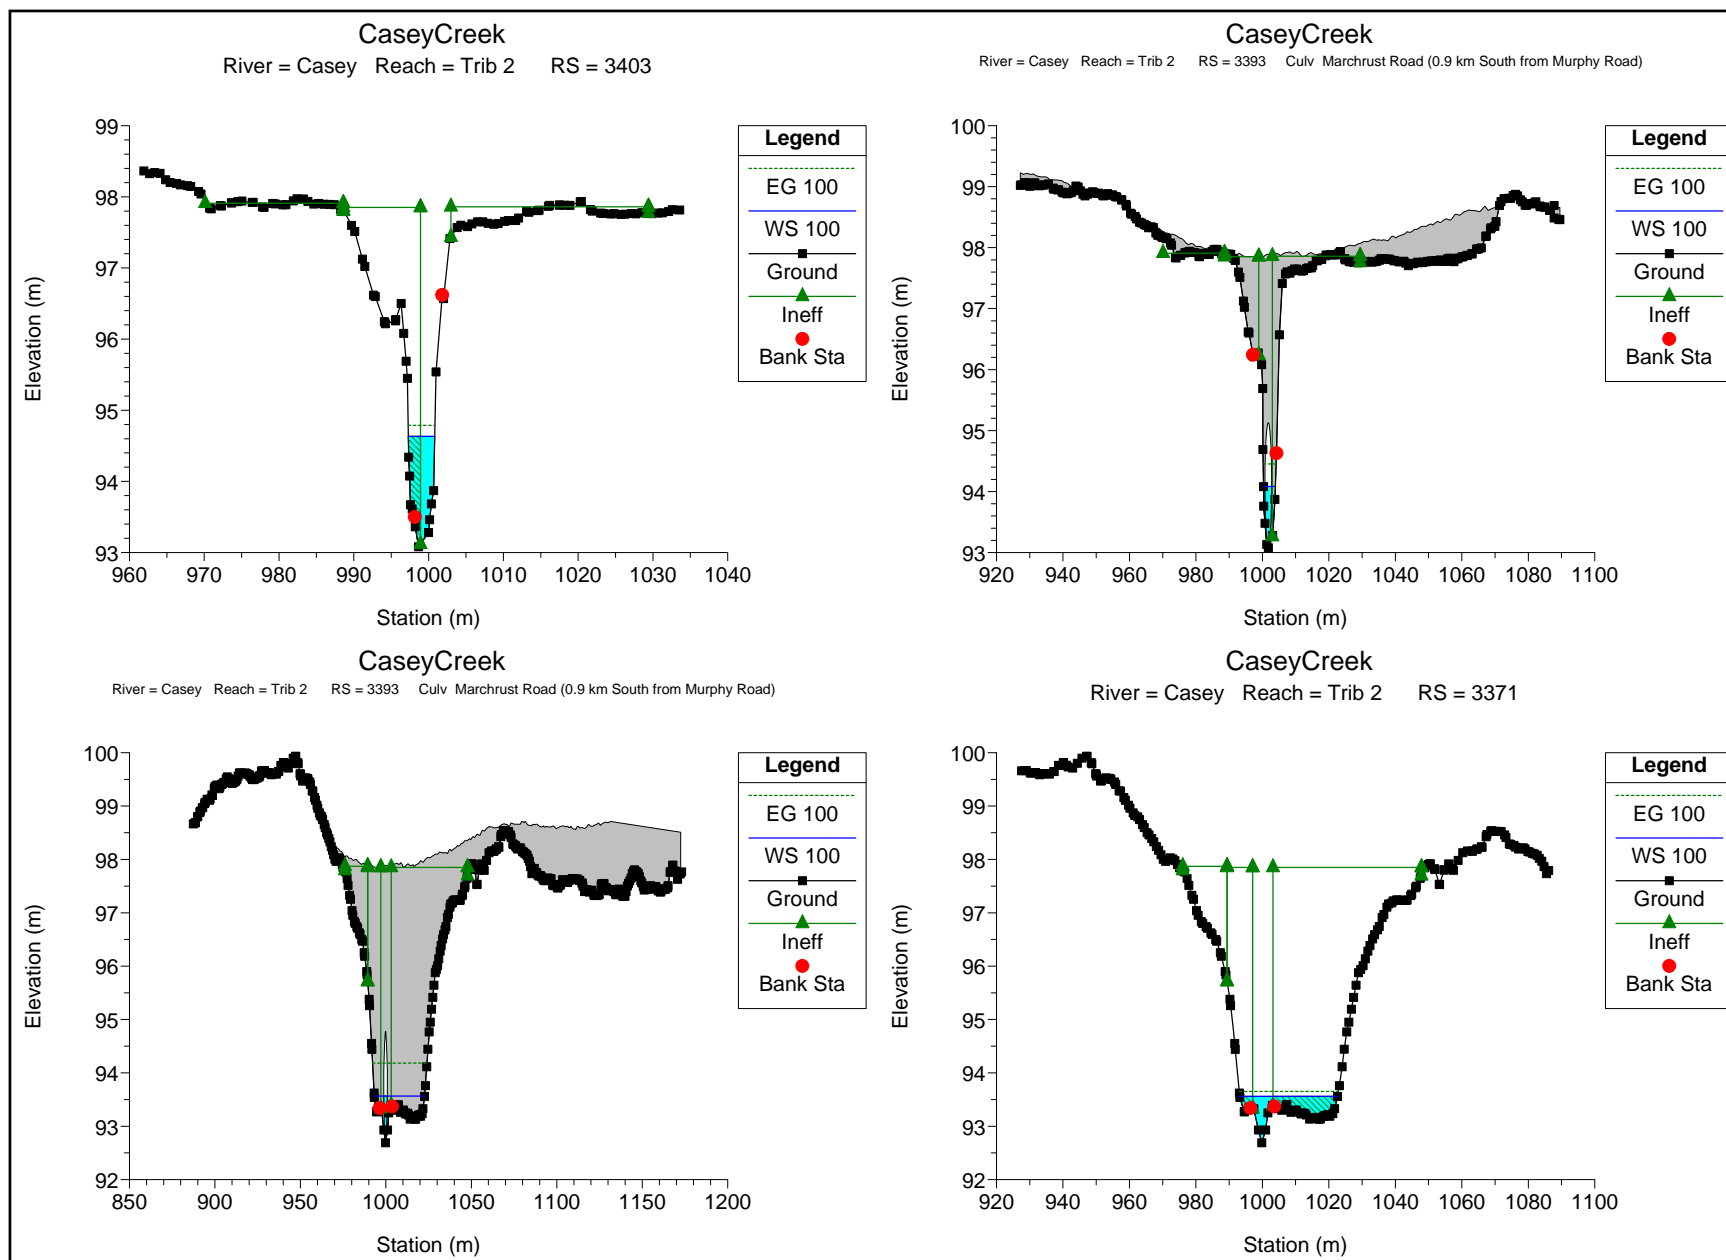 CaseyCreek
River = Casey Reach = Trib 2 RS = 3403
99
98
97
96
95
94
93
960 970 980 990 1000 1010 1020 1030 1040
Station (m)
Elevation (m)
Legend
EG 100
WS 100
Ground
Ineff
Bank Sta
CaseyCreek
River = Casey Reach = Trib 2 RS = 3393 Culv Marchrust Road (0.9 km South from Murphy Road)
100
99
98
97
96
95
94
93
920 940 960 980 1000 1020 1040 1060 1080 1100
Station (m)
Elevation (m)
Legend
EG 100
WS 100
Ground
Ineff
Bank Sta
CaseyCreek
River = Casey Reach = Trib 2 RS = 3393 Culv Marchrust Road (0.9 km South from Murphy Road)
100
99
98
97
96
95
94
93
92
850 900 950 1000 1050 1100 1150 1200
Station (m)
Elevation (m)
Legend
EG 100
WS 100
Ground
Ineff
Bank Sta
CaseyCreek
River = Casey Reach = Trib 2 RS = 3371
100
99
98
97
96
95
94
93
92
920 940 960 980 1000 1020 1040 1060 1080 1100
Station (m)
Elevation (m)
Legend
EG 100
WS 100
Ground
Ineff
Bank Sta